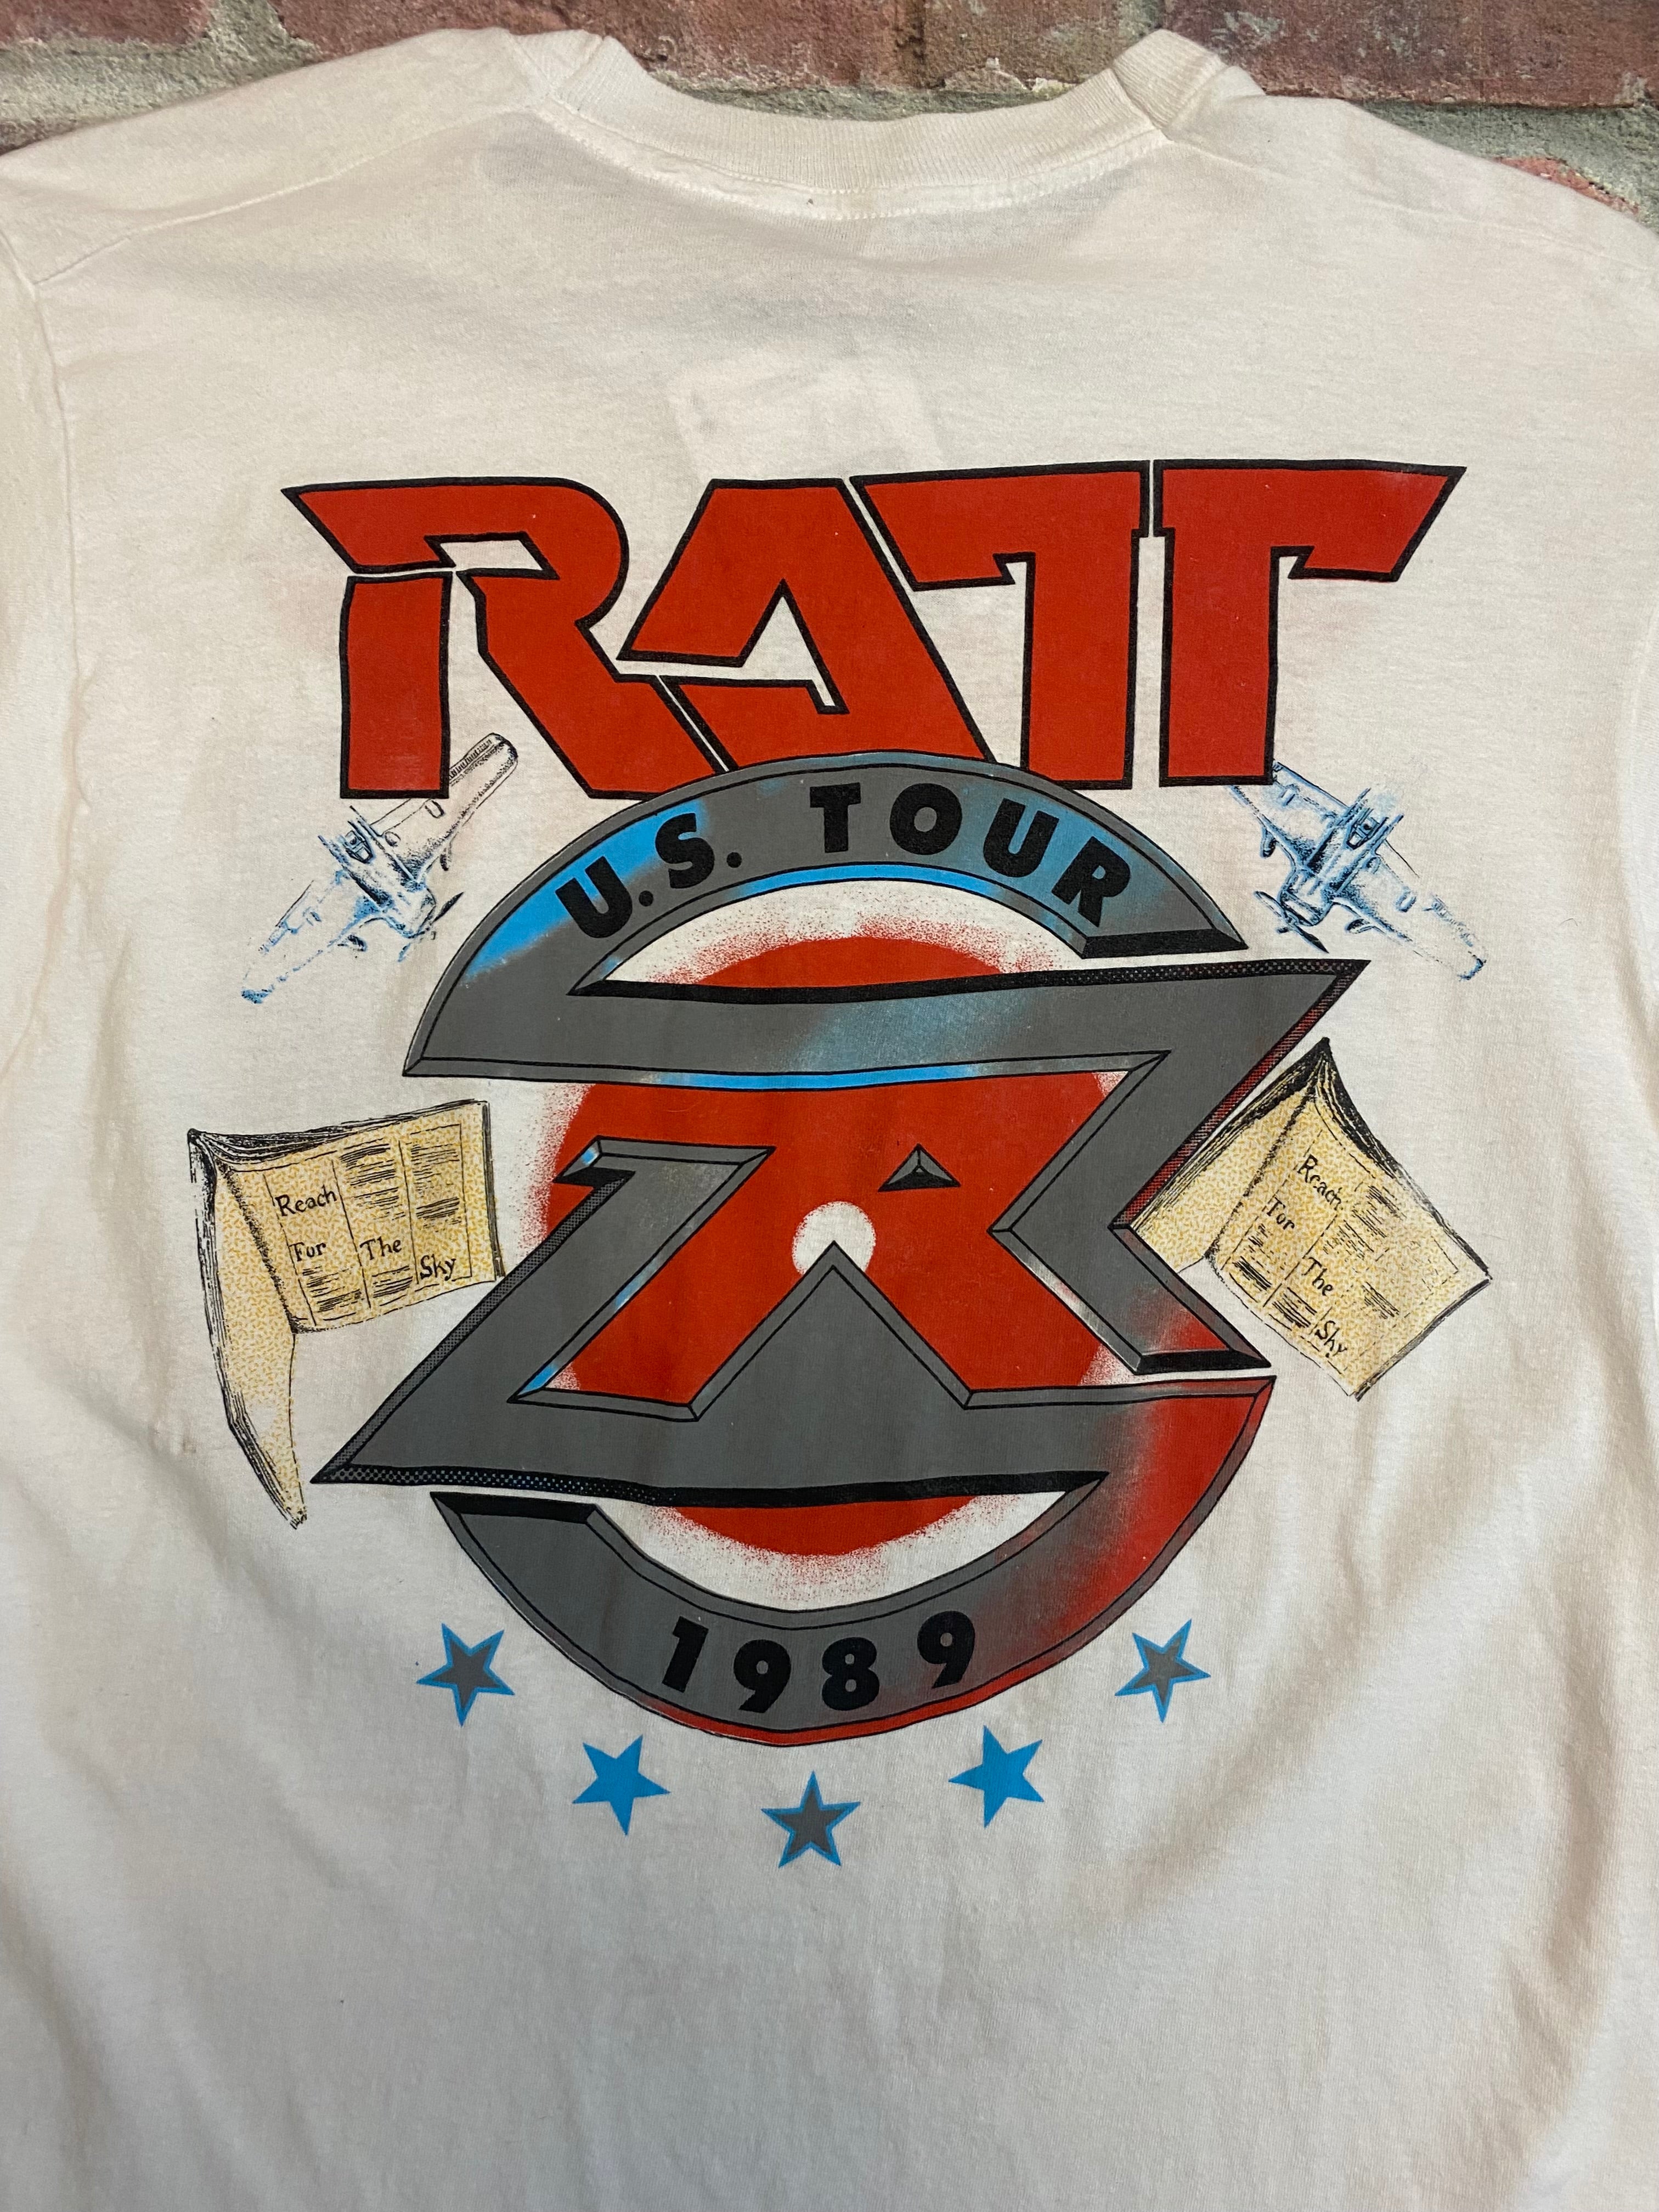 RATT
U.S. TOUR
Reach
For The Sky
Reach
For The Sky
R
1989